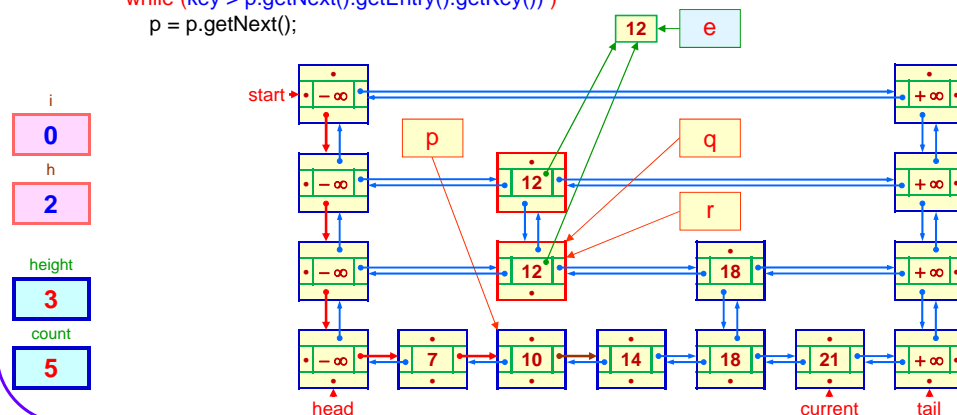 while (key > p.getNext().getEntry().getKey()) )
p = p.getNext();
12 e
start − ∞ + ∞
i
0
p q
h
− ∞ 12 + ∞
2
r
height
− ∞ 12 18 + ∞
3
count
5
− ∞ 7 10 14 18 21 + ∞
head current tail